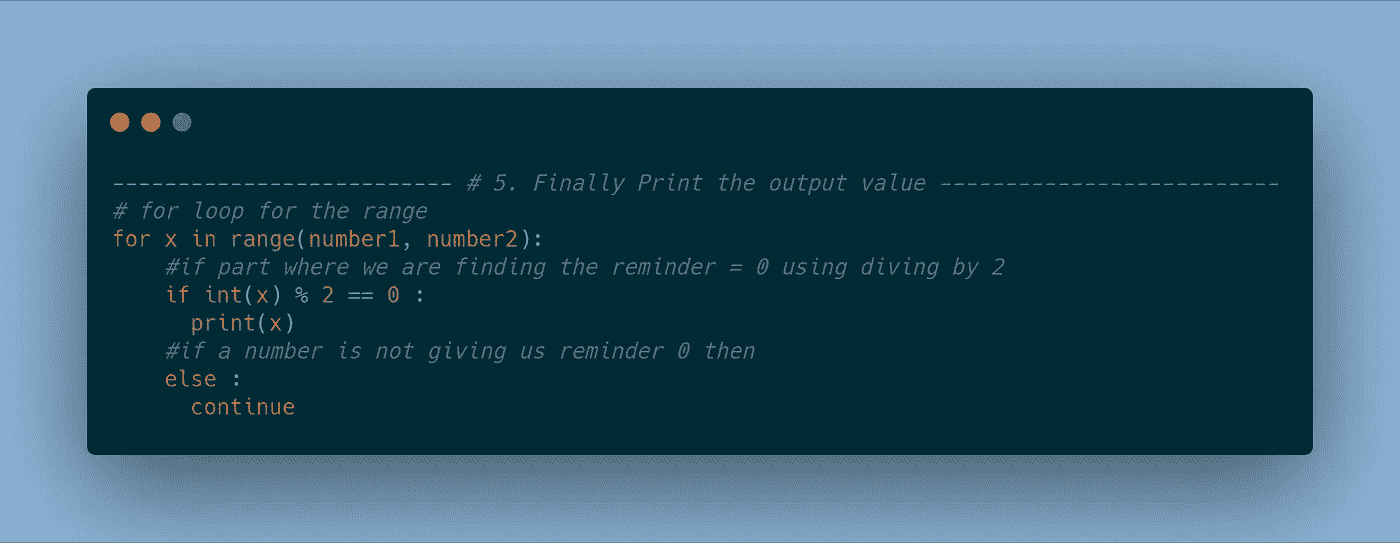 -------------------------- # 5. Finally Print the output value --------------------------
# for loop for the range
for x in range(number1, number2):
    #if part where we are finding the reminder = 0 using diving by 2
    if int(x) % 2 == 0 :
      print(x)
    #if a number is not giving us reminder 0 then
    else :
      continue